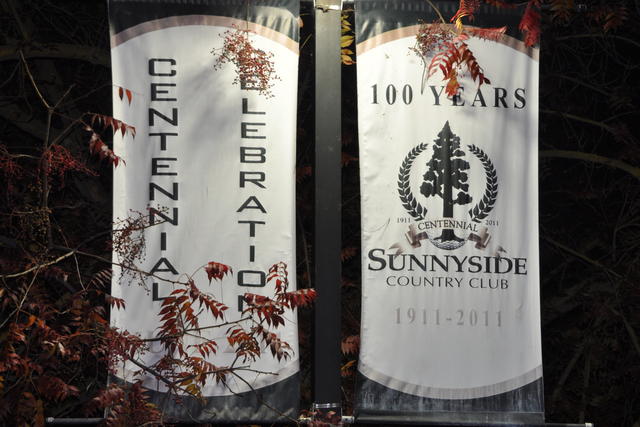 CENTENNIAL
CELEBRATION
100 YEARS
1911 CENTENNIAL 2011
SUNNYSIDE
COUNTRY CLUB
1911-2011